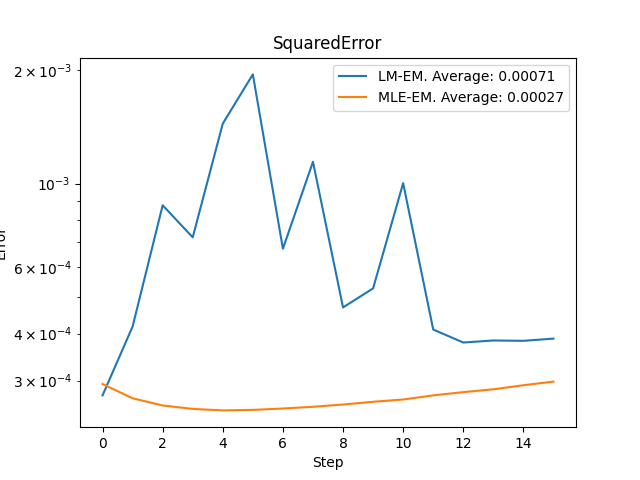 SquaredError
LM-EM. Average: 0.00071
MLE-EM. Average: 0.00027
2 × 10⁻³
10⁻³
6 × 10⁻⁴
4 × 10⁻⁴
3 × 10⁻⁴
Error
0 2 4 6 8 10 12 14
Step